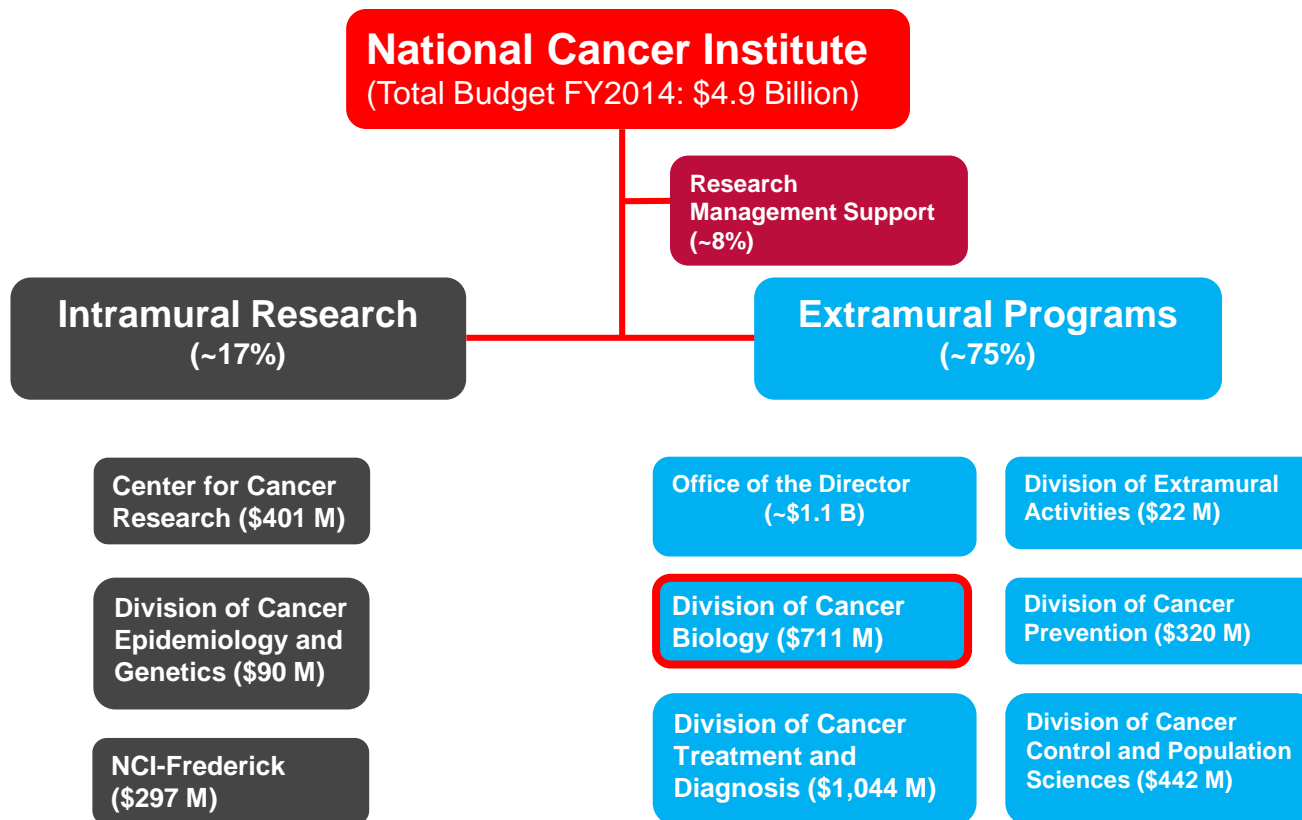 National Cancer Institute
(Total Budget FY2014: $4.9 Billion)
Research
Management Support
(~8%)
Intramural Research
(~17%)
Extramural Programs
(~75%)
Center for Cancer
Research ($401 M)
Division of Cancer
Epidemiology and
Genetics ($90 M)
NCI-Frederick
($297 M)
Office of the Director
(~$1.1 B)
Division of Extramural
Activities ($22 M)
Division of Cancer
Biology ($711 M)
Division of Cancer
Prevention ($320 M)
Division of Cancer
Treatment and
Diagnosis ($1,044 M)
Division of Cancer
Control and Population
Sciences ($442 M)